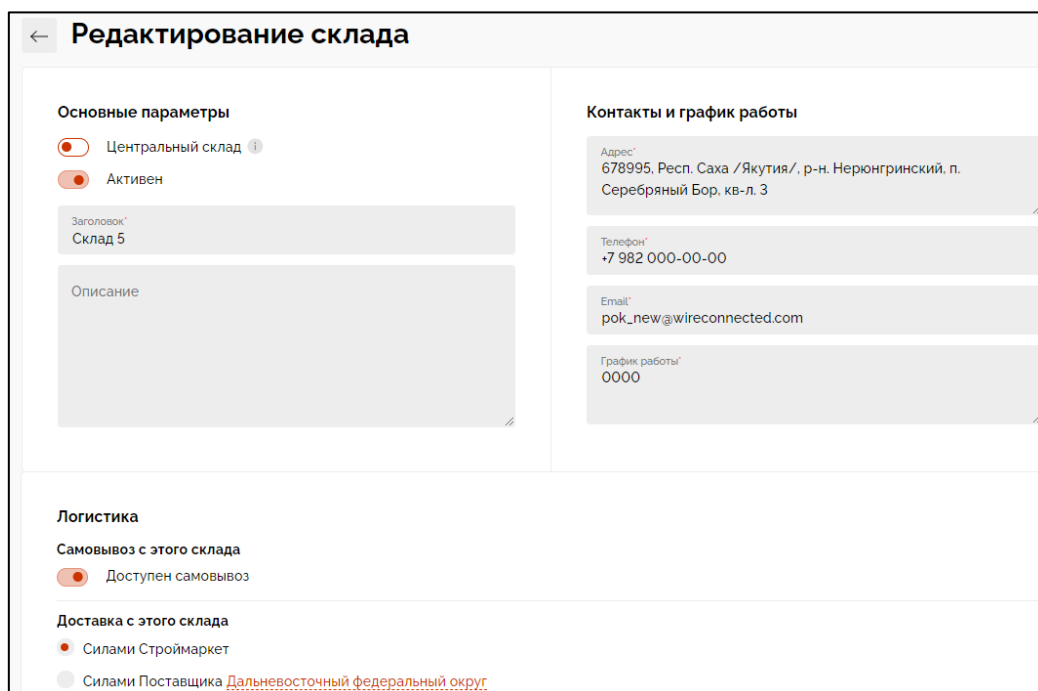 ← Редактирование склада
Основные параметры
Центральный склад i
Активен
Заголовок*
Склад 5
Описание
Контакты и график работы
Адрес*
678995, Респ. Саха /Якутия/, р-н. Нерюнгринский, п.
Серебряный Бор, кв-л. 3
Телефон*
+7 982 000-00-00
Email*
pok_new@wireconnected.com
График работы*
0000
Логистика
Самовывоз с этого склада
Доступен самовывоз
Доставка с этого склада
Силами Строймаркет
Силами Поставщика Дальневосточный федеральный округ